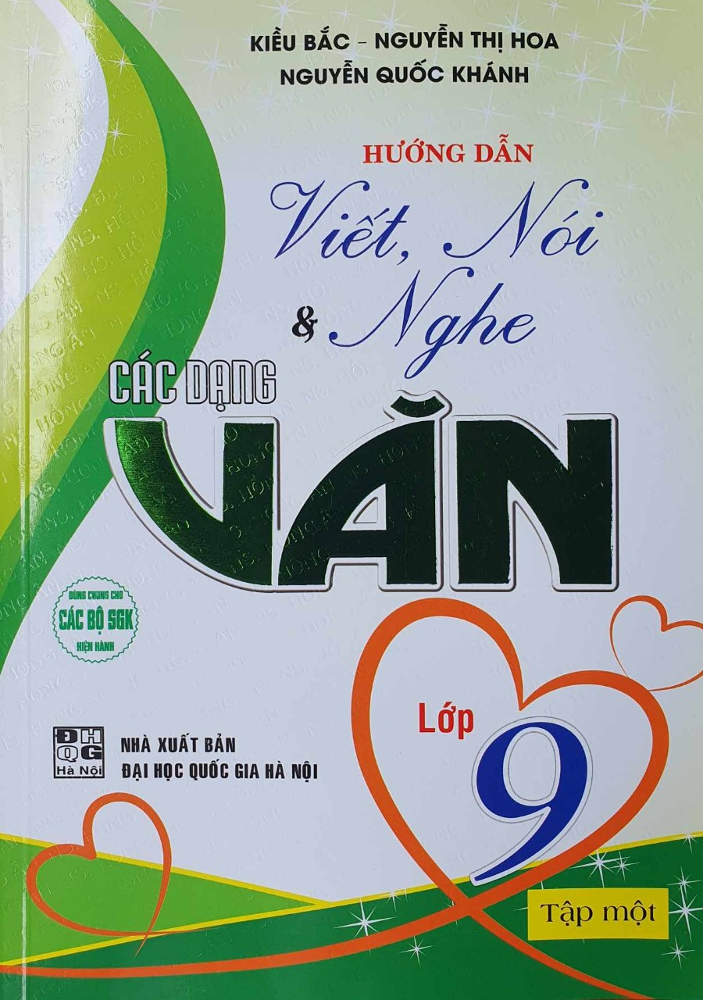 KIỀU BẮC - NGUYỄN THỊ HOA
NGUYỄN QUỐC KHÁNH
HƯỚNG DẪN
Viết, Nói
& Nghe
CÁC DẠNG
VĂN
DÙNG CHUNG CHO
CÁC BỘ SGK
HIỆN HÀNH
Lớp 9
ĐH
QG
Hà Nội
NHÀ XUẤT BẢN
ĐẠI HỌC QUỐC GIA HÀ NỘI
Tập một